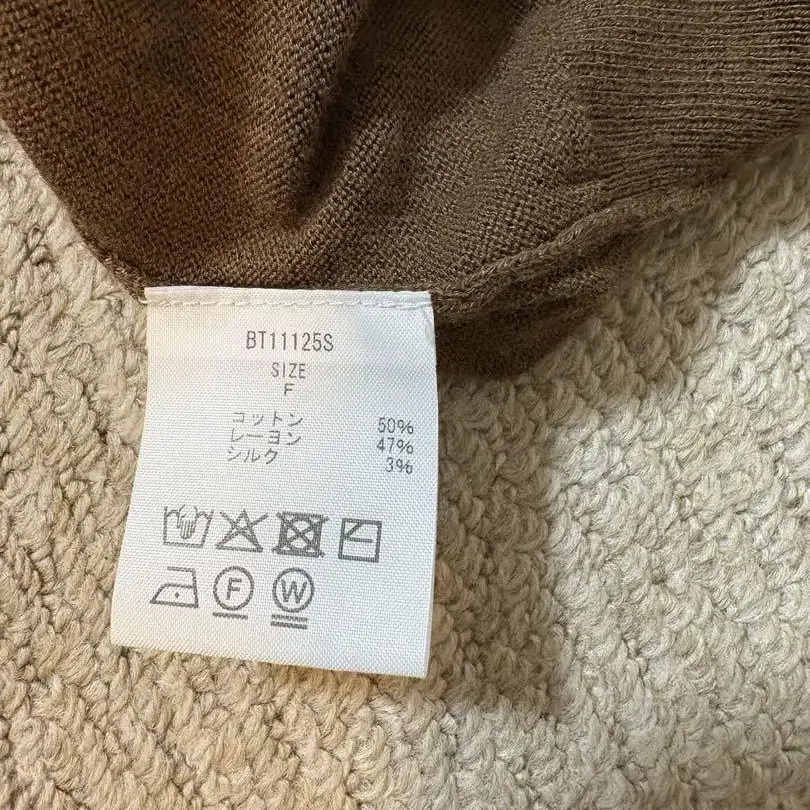 BT11125S
SIZE
F
コットン 50%
レーヨン 47%
シルク 3%
F W